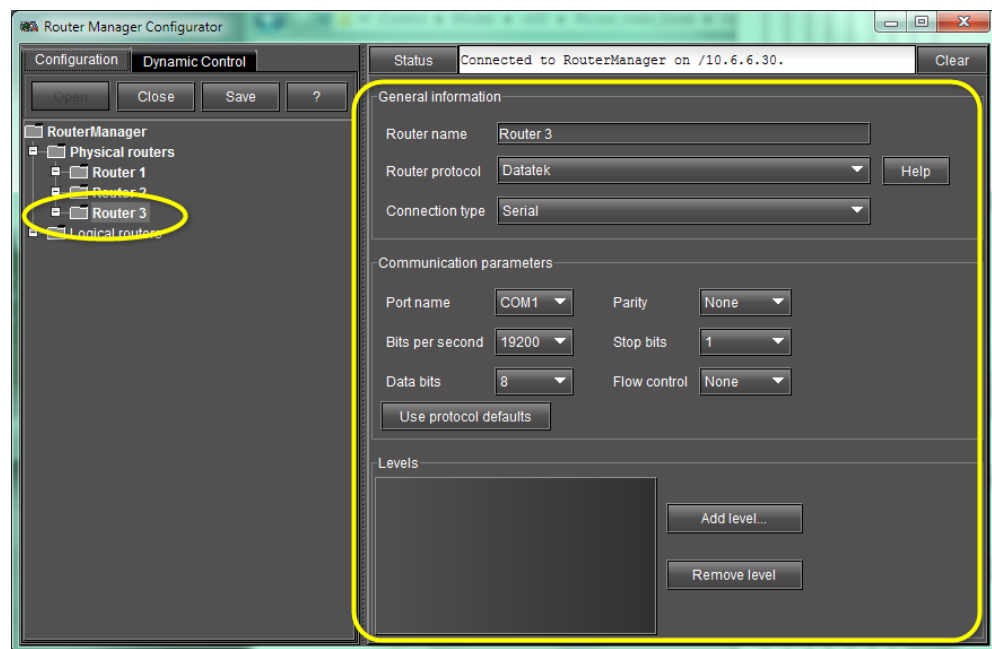 Router Manager Configurator
Configuration Dynamic Control
Open Close Save ?
RouterManager
Physical routers
Router 1
Router 2
Router 3
Logical routers
Status Connected to RouterManager on /10.6.6.30. Clear
General information
Router name Router 3
Router protocol Datatek Help
Connection type Serial
Communication parameters
Port name COM1 Parity None
Bits per second 19200 Stop bits 1
Data bits 8 Flow control None
Use protocol defaults
Levels
Add level...
Remove level